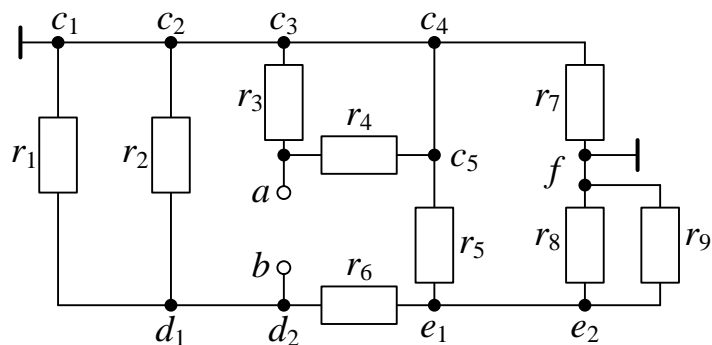 c₁ c₂ c₃ c₄
r₃ r₇
r₄
r₁ r₂ c₅
f
a
r₅ r₈ r₉
b
r₆
d₁ d₂ e₁ e₂